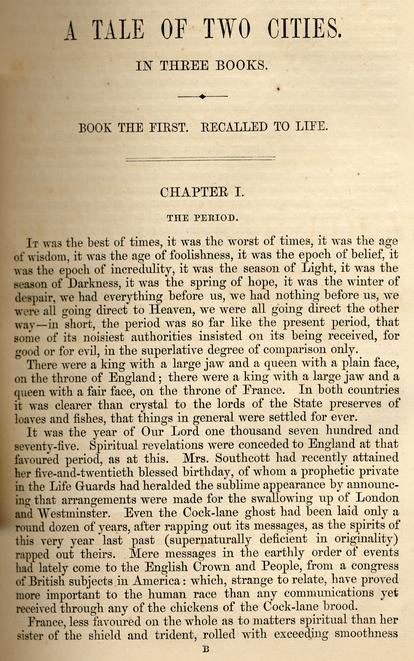 A TALE OF TWO CITIES.
IN THREE BOOKS.
BOOK THE FIRST. RECALLED TO LIFE.
CHAPTER I.
THE PERIOD.
It was the best of times, it was the worst of times, it was the age
of wisdom, it was the age of foolishness, it was the epoch of belief, it
was the epoch of incredulity, it was the season of Light, it was the
season of Darkness, it was the spring of hope, it was the winter of
despair, we had everything before us, we had nothing before us, we
were all going direct to Heaven, we were all going direct the other
way—in short, the period was so far like the present period, that
some of its noisiest authorities insisted on its being received, for
good or for evil, in the superlative degree of comparison only.
There were a king with a large jaw and a queen with a plain face,
on the throne of England; there were a king with a large jaw and a
queen with a fair face, on the throne of France. In both countries
it was clearer than crystal to the lords of the State preserves of
loaves and fishes, that things in general were settled for ever.
It was the year of Our Lord one thousand seven hundred and
seventy-five. Spiritual revelations were conceded to England at that
favoured period, as at this. Mrs. Southcott had recently attained
her five-and-twentieth blessed birthday, of whom a prophetic private
in the Life Guards had heralded the sublime appearance by announc-
ing that arrangements were made for the swallowing up of London
and Westminster. Even the Cock-lane ghost had been laid only a
round dozen of years, after rapping out its messages, as the spirits of
this very year last past (supernaturally deficient in originality)
rapped out theirs. Mere messages in the earthly order of events
had lately come to the English Crown and People, from a congress
of British subjects in America: which, strange to relate, have proved
more important to the human race than any communications yet
received through any of the chickens of the Cock-lane brood.
France, less favoured on the whole as to matters spiritual than her
sister of the shield and trident, rolled with exceeding smoothness
B